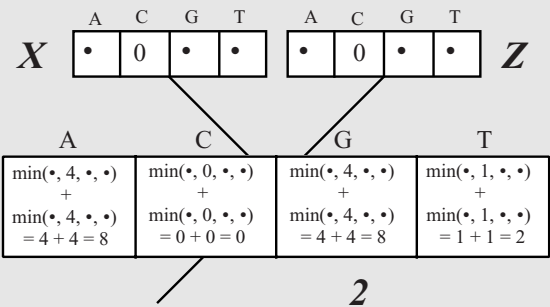 A C G T A C G T
X • 0 • • • 0 • • Z
A C G T
min(•, 4, •, •) min(•, 0, •, •) min(•, 4, •, •) min(•, 1, •, •)
+ + + +
min(•, 4, •, •) min(•, 0, •, •) min(•, 4, •, •) min(•, 1, •, •)
= 4 + 4 = 8 = 0 + 0 = 0 = 4 + 4 = 8 = 1 + 1 = 2
2